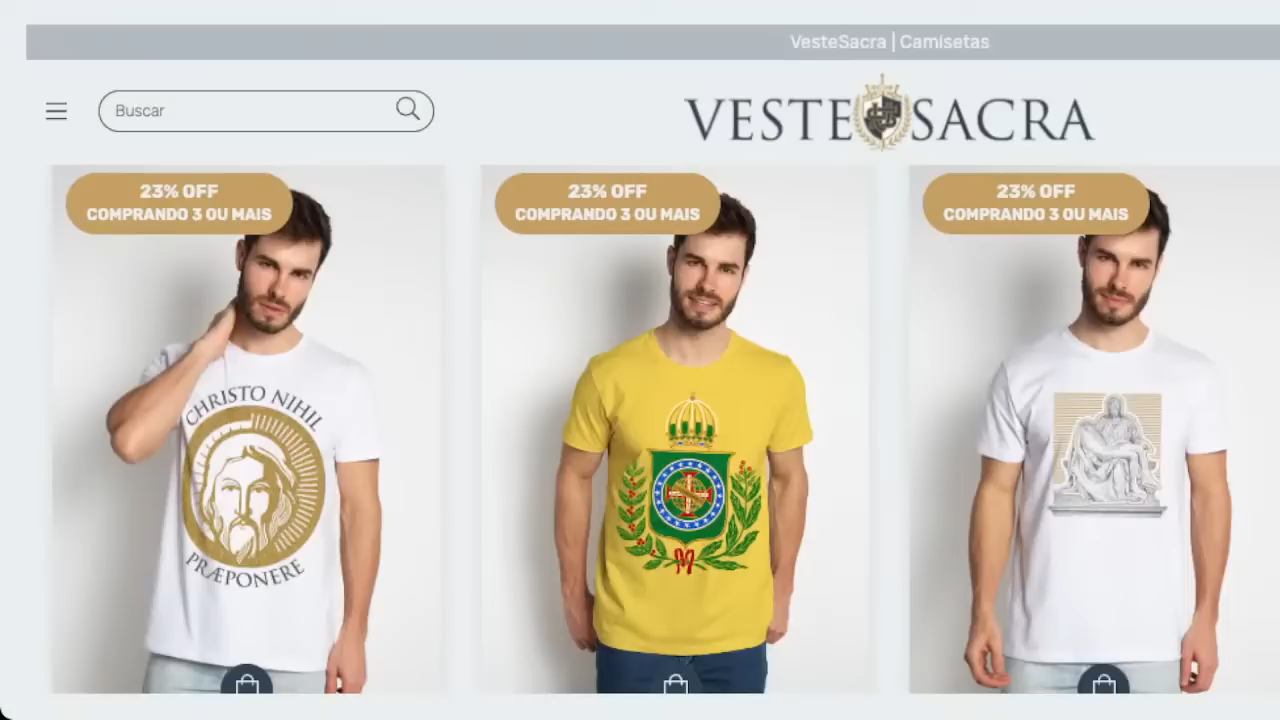 VesteSacra | Camisetas
Buscar
VESTE SACRA
23% OFF
COMPRANDO 3 OU MAIS
23% OFF
COMPRANDO 3 OU MAIS
23% OFF
COMPRANDO 3 OU MAIS
CHRISTO NIHIL
PRÆPONERE